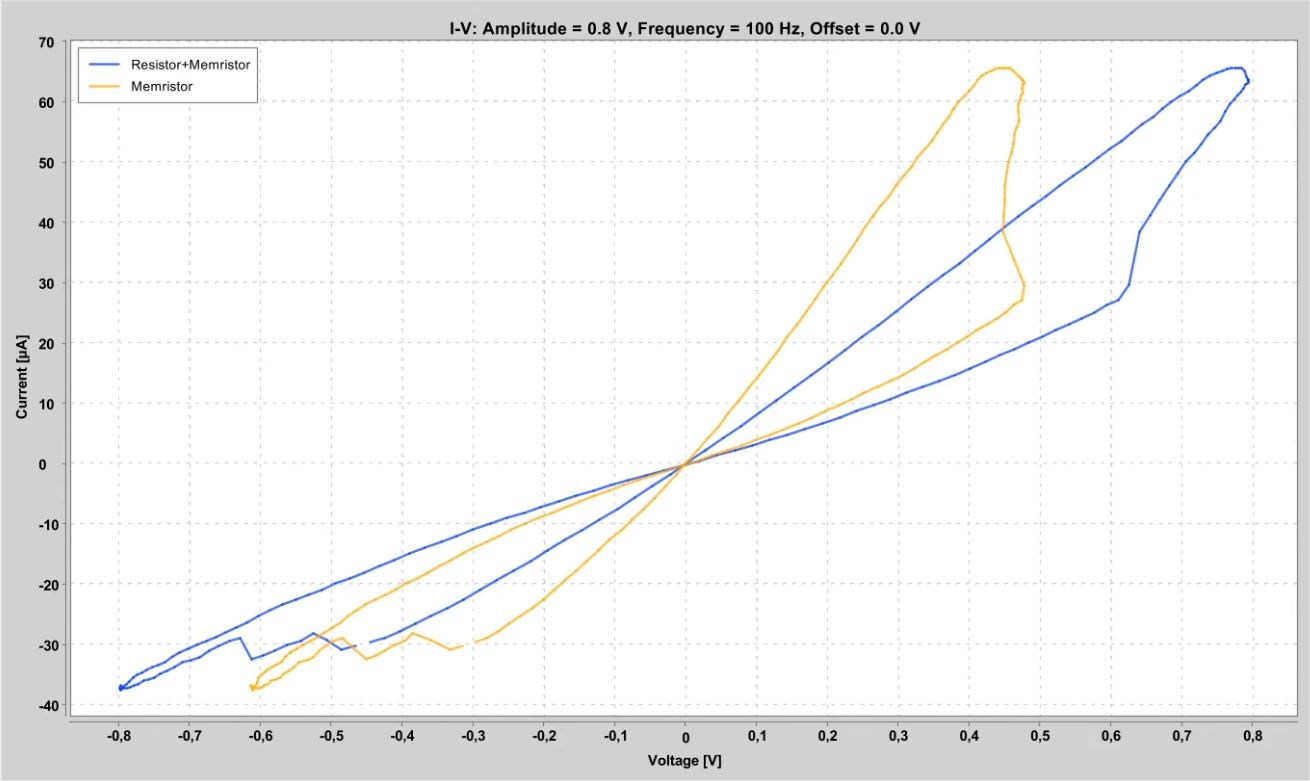 I-V: Amplitude = 0.8 V, Frequency = 100 Hz, Offset = 0.0 V
Resistor+Memristor
Memristor
Current [µA]
70
60
50
40
30
20
10
0
-10
-20
-30
-40
-0,8 -0,7 -0,6 -0,5 -0,4 -0,3 -0,2 -0,1 0 0,1 0,2 0,3 0,4 0,5 0,6 0,7 0,8
Voltage [V]